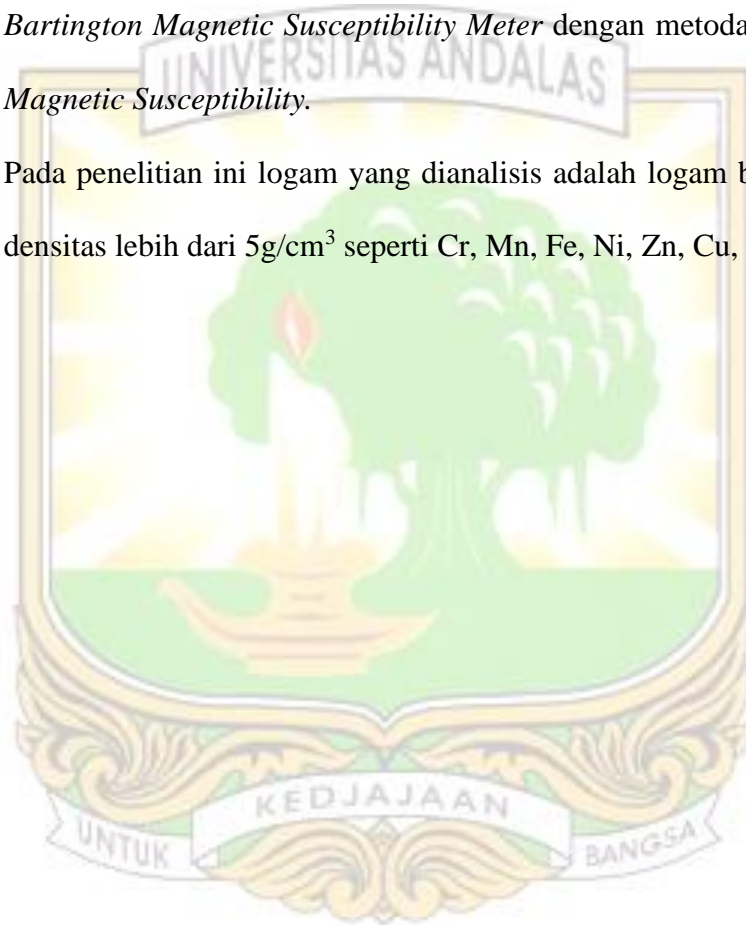 Bartington Magnetic Susceptibility Meter dengan metoda
UNIVERSITAS ANDALAS
Magnetic Susceptibility.
Pada penelitian ini logam yang dianalisis adalah logam b
densitas lebih dari 5g/cm³ seperti Cr, Mn, Fe, Ni, Zn, Cu,
UNTUK KEDJAJAAN BANGSA